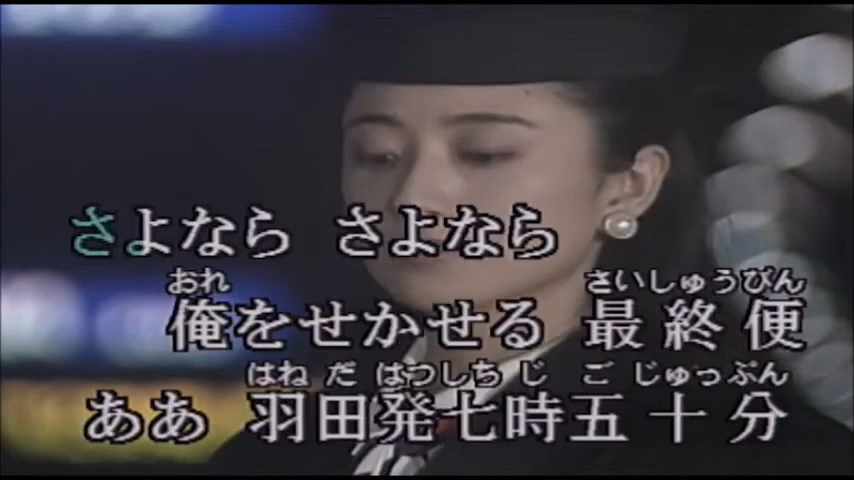 さよなら さよなら
おれ さいしゅうびん
俺をせかせる 最終便
はねだ はつしちじ ご じゅっぷん
ああ 羽田発七時五十分